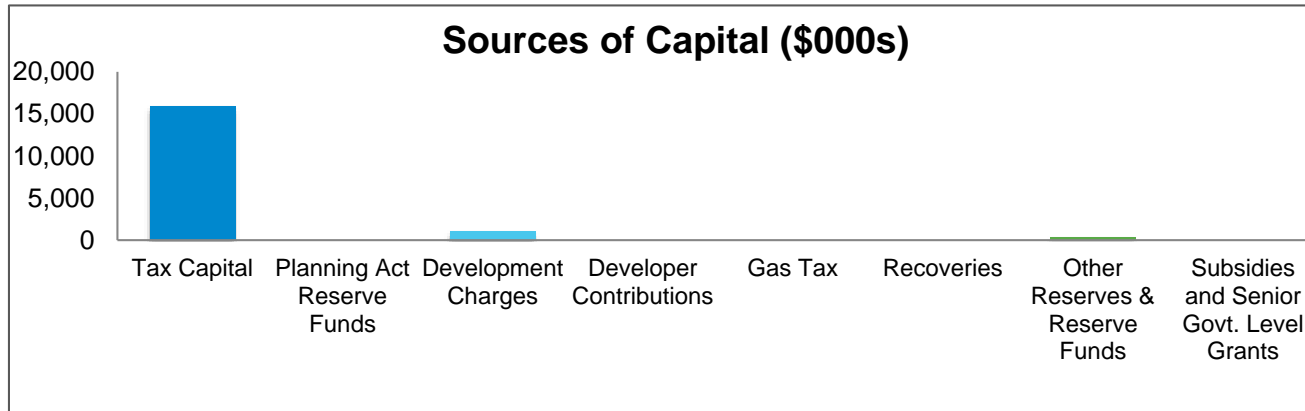 Sources of Capital ($000s)
20,000
15,000
10,000
5,000
0
Tax Capital
Planning Act
Reserve
Funds
Development
Charges
Developer
Contributions
Gas Tax
Recoveries
Other
Reserves &
Reserve
Funds
Subsidies
and Senior
Govt. Level
Grants